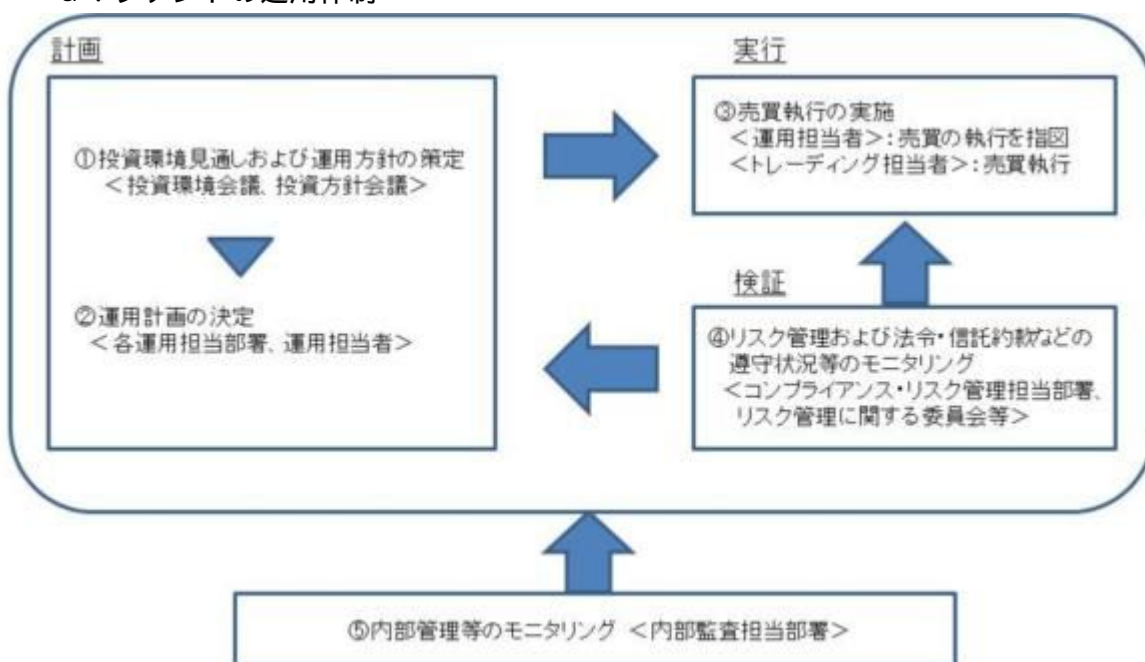 の運用体制
計画
①投資環境見通しおよび運用方針の策定
＜投資環境会議、投資方針会議＞
②運用計画の決定
＜各運用担当部署、運用担当者＞
実行
③売買執行の実施
＜運用担当者＞：売買の執行を指図
＜トレーディング担当者＞：売買執行
検証
④リスク管理および法令・信託約款などの
遵守状況等のモニタリング
＜コンプライアンス・リスク管理担当部署、
リスク管理に関する委員会等＞
⑤内部管理等のモニタリング ＜内部監査担当部署＞